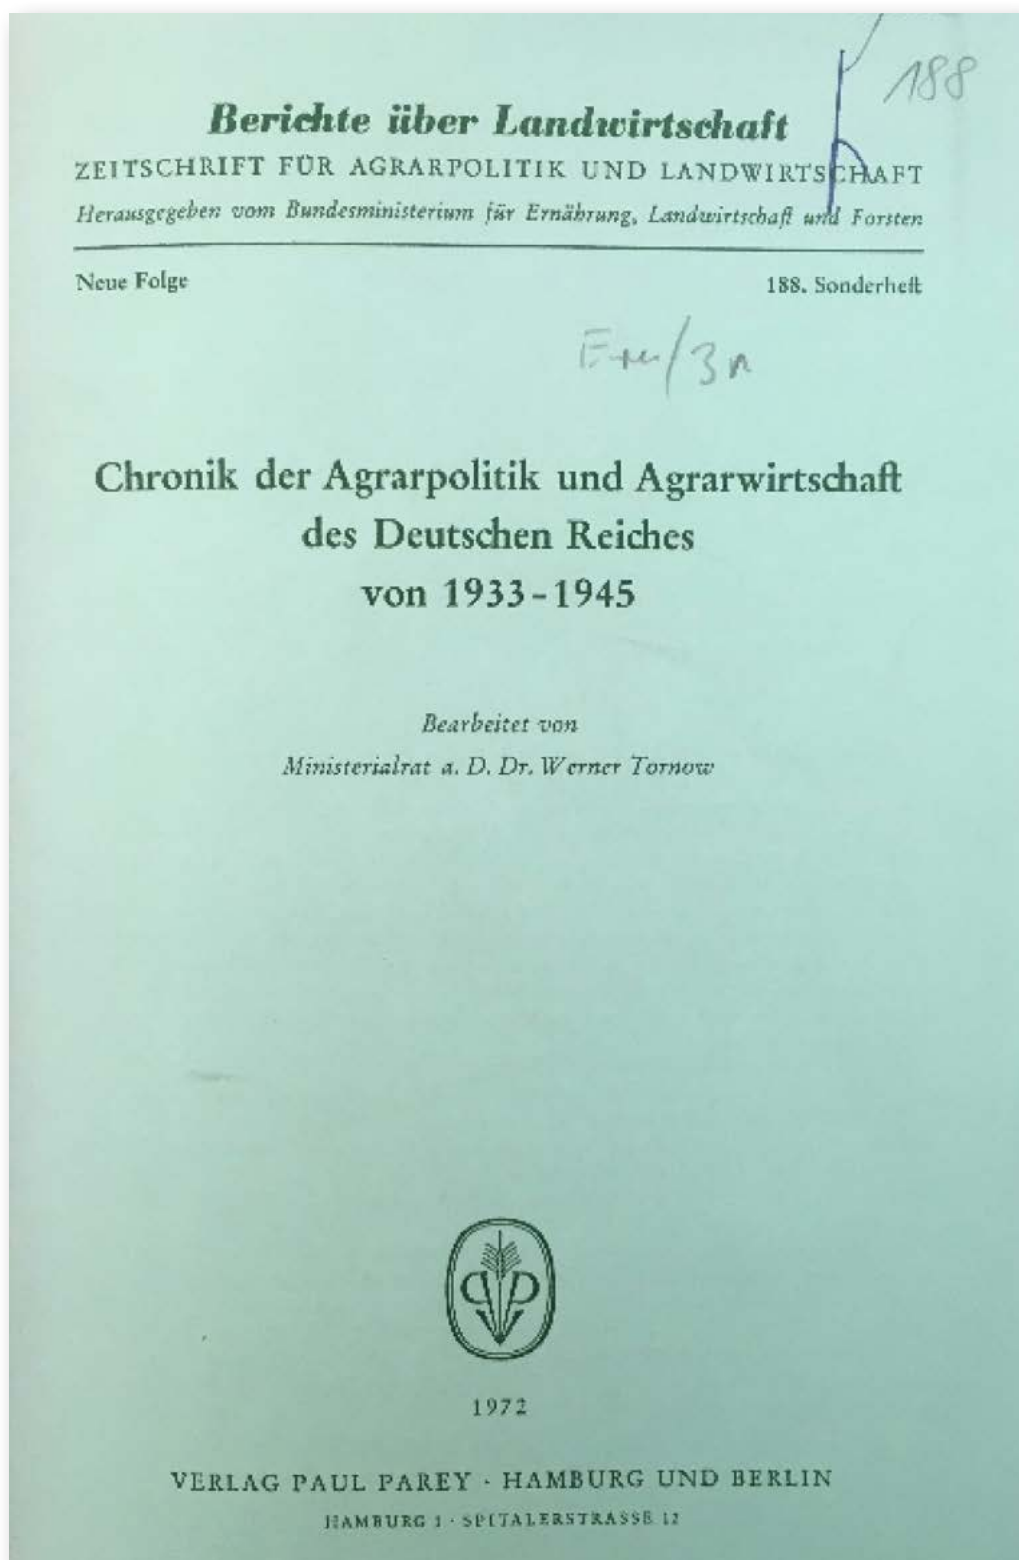 188
Berichte über Landwirtschaft
ZEITSCHRIFT FÜR AGRARPOLITIK UND LANDWIRTSCHAFT
Herausgegeben vom Bundesministerium für Ernährung, Landwirtschaft und Forsten
Neue Folge 188. Sonderheft
Chronik der Agrarpolitik und Agrarwirtschaft
des Deutschen Reiches
von 1933-1945
Bearbeitet von
Ministerialrat a. D. Dr. Werner Tornow
1972
VERLAG PAUL PAREY · HAMBURG UND BERLIN
HAMBURG 1 · SPITALERSTRASSE 12